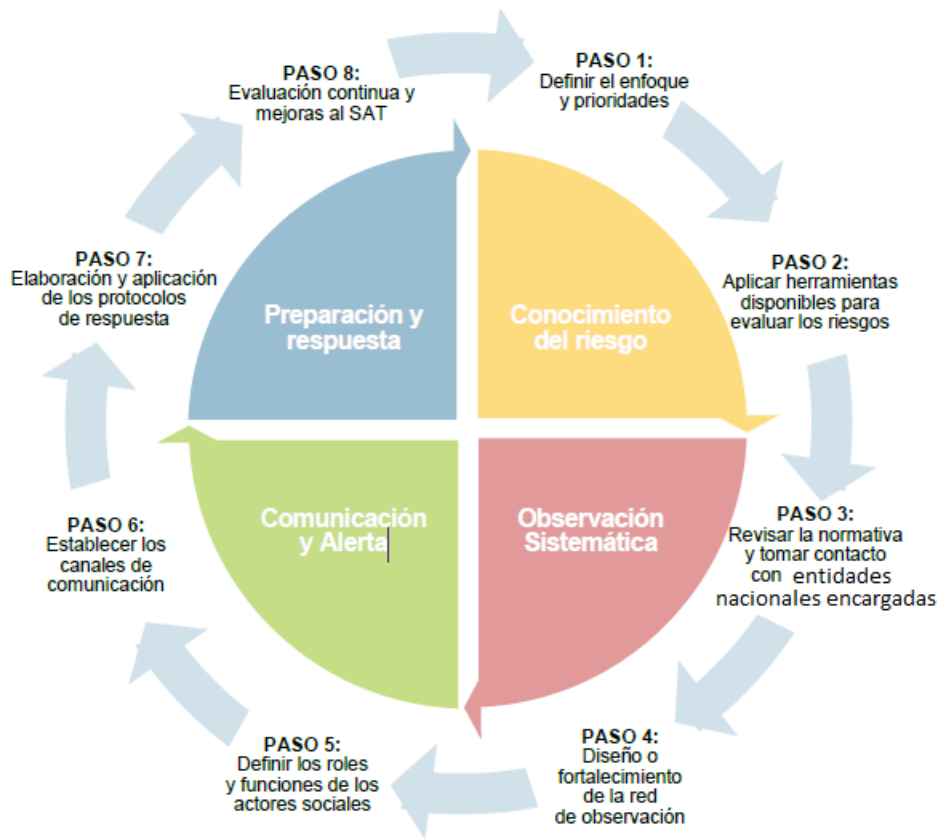 PASO 1:
Definir el enfoque
y prioridades
PASO 2:
Aplicar herramientas
disponibles para
evaluar los riesgos
PASO 3:
Revisar la normativa
y tomar contacto
con entidades
nacionales encargadas
PASO 4:
Diseño o
fortalecimiento
de la red
de observación
PASO 5:
Definir los roles
y funciones de los
actores sociales
PASO 6:
Establecer los
canales de
comunicación
PASO 7:
Elaboración y aplicación
de los protocolos
de respuesta
PASO 8:
Evaluación continua y
mejoras al SAT
Conocimiento
del riesgo
Observación
Sistemática
Comunicación
y Alerta
Preparación y
respuesta